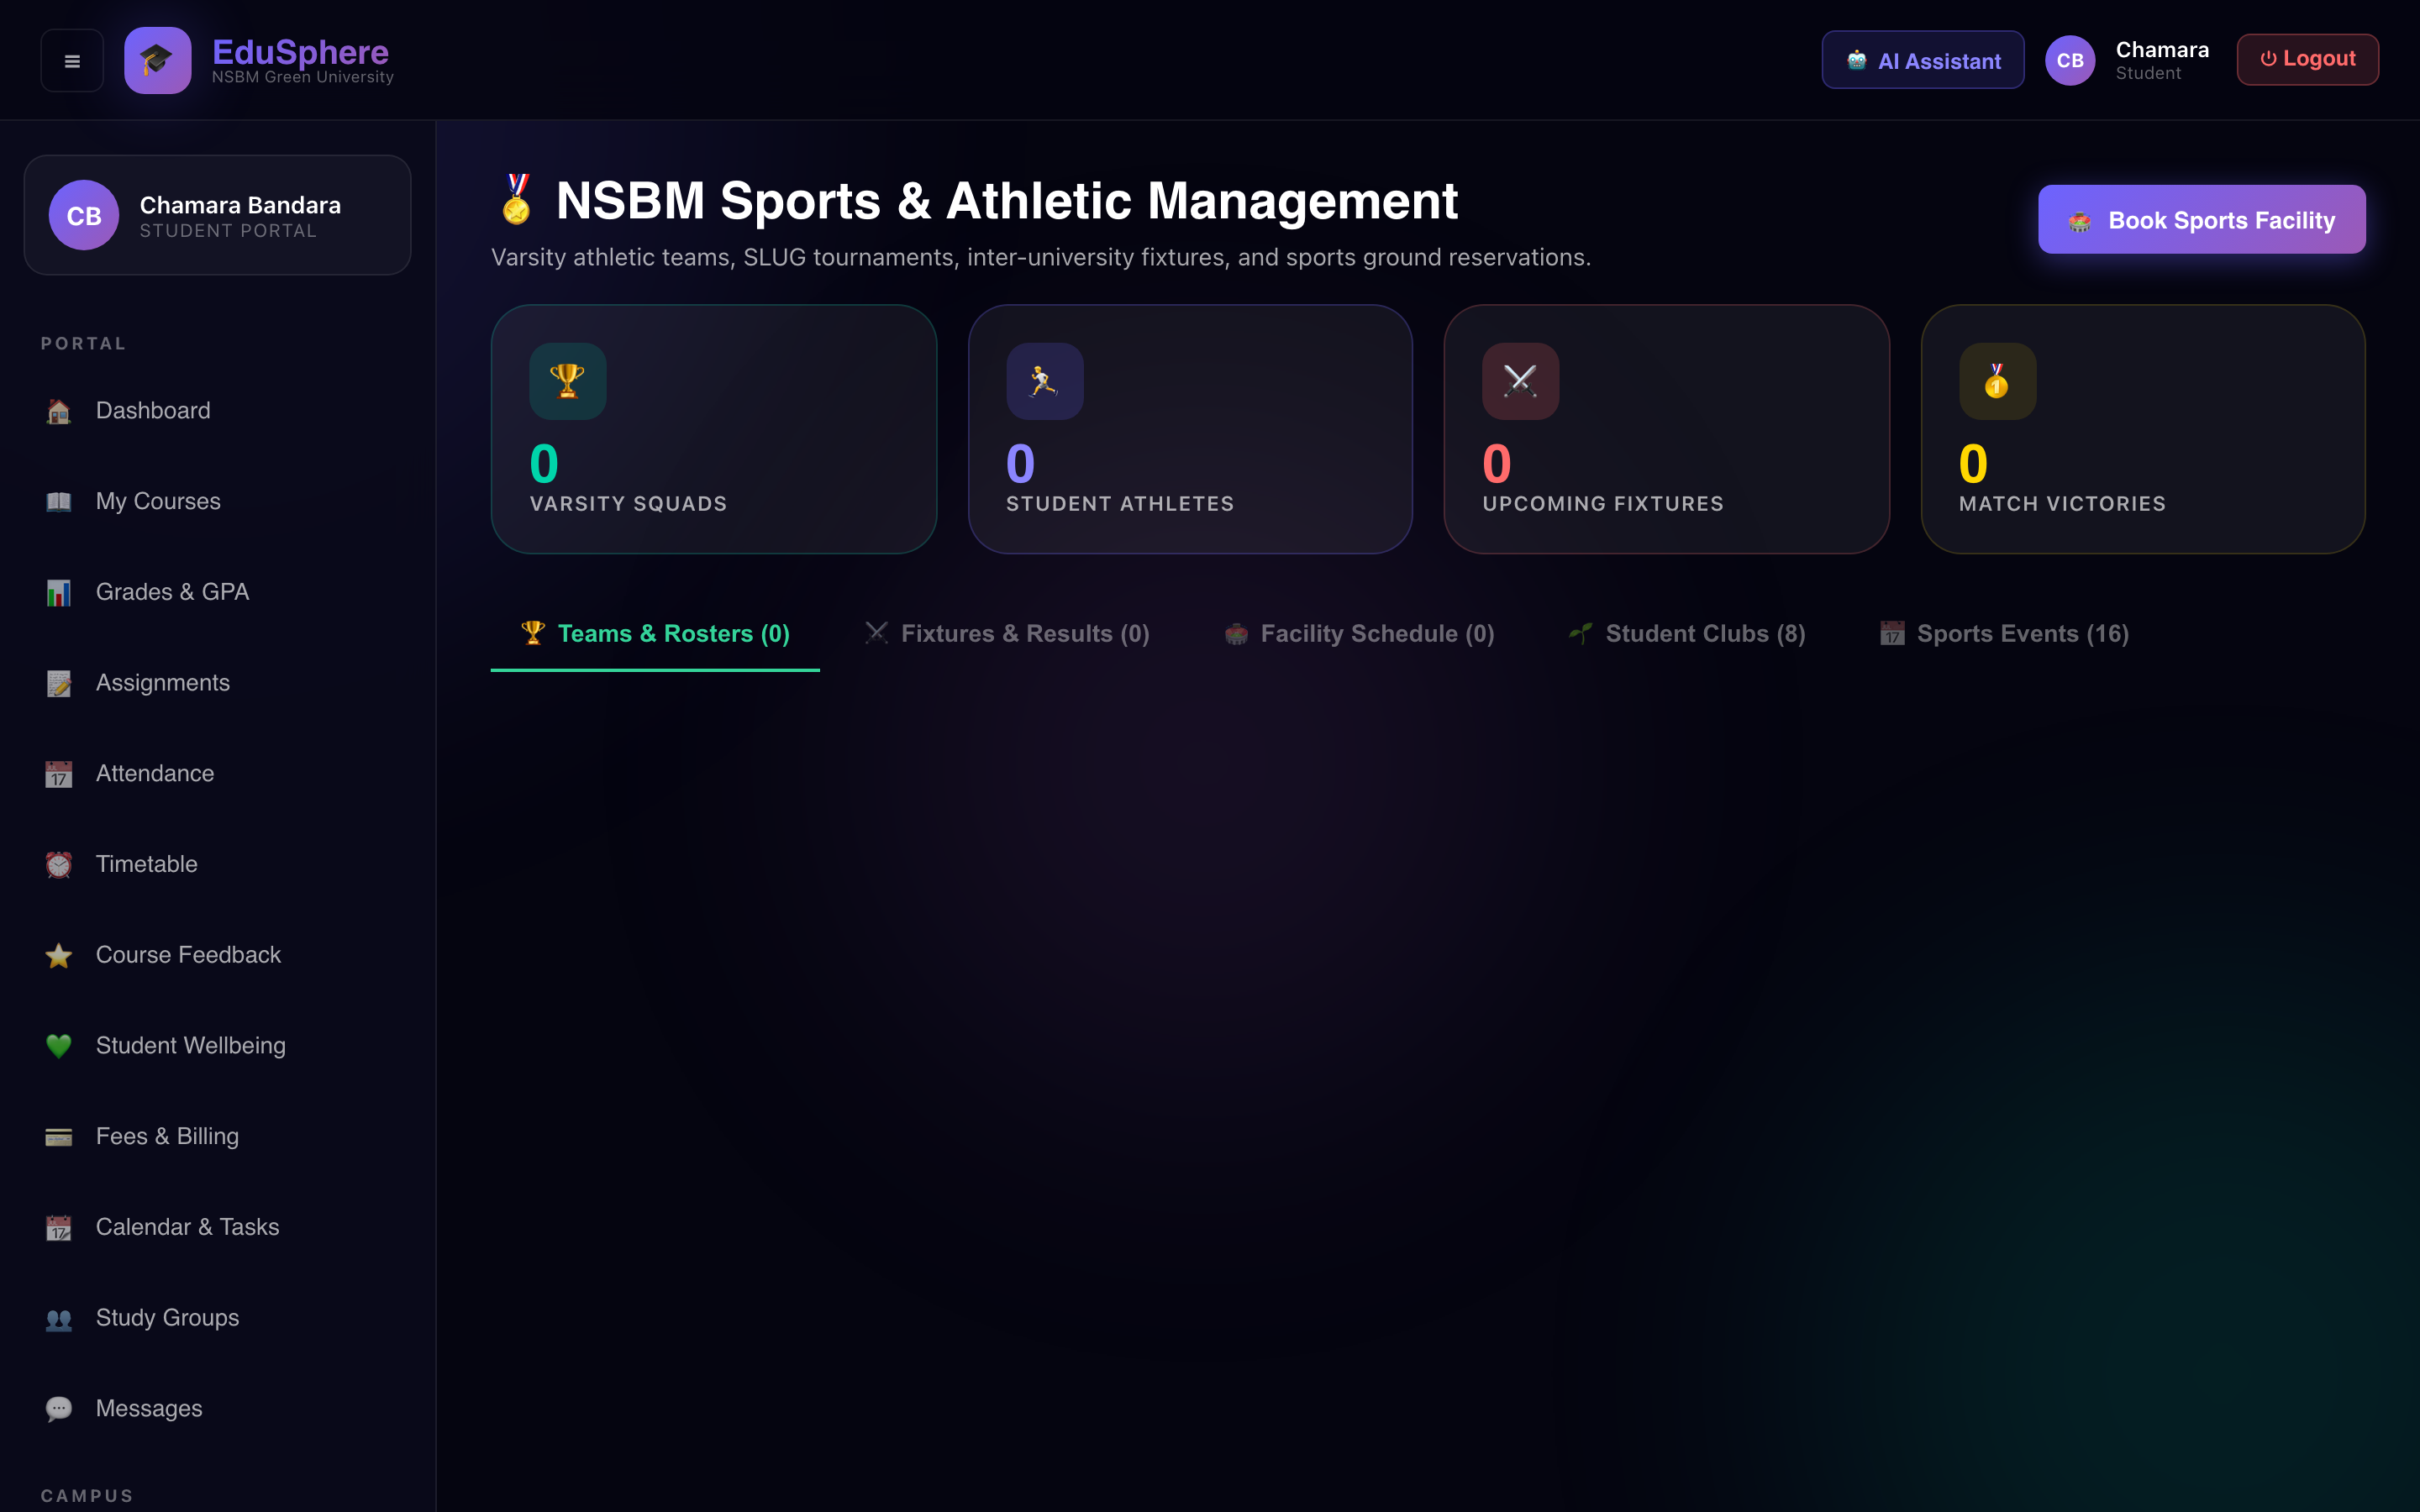 EduSphere
NSBM Green University
AI Assistant
CB
Chamara
Student
Logout
CB
Chamara Bandara
STUDENT PORTAL
PORTAL
Dashboard
My Courses
Grades & GPA
Assignments
Attendance
Timetable
Course Feedback
Student Wellbeing
Fees & Billing
Calendar & Tasks
Study Groups
Messages
CAMPUS
NSBM Sports & Athletic Management
Varsity athletic teams, SLUG tournaments, inter-university fixtures, and sports ground reservations.
Book Sports Facility
0
VARSITY SQUADS
0
STUDENT ATHLETES
0
UPCOMING FIXTURES
0
MATCH VICTORIES
Teams & Rosters (0)
Fixtures & Results (0)
Facility Schedule (0)
Student Clubs (8)
Sports Events (16)